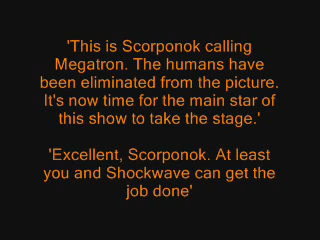 'This is Scorponok calling
Megatron. The humans have
been eliminated from the picture.
It's now time for the main star of
this show to take the stage.'
'Excellent, Scorponok. At least
you and Shockwave can get the
job done'